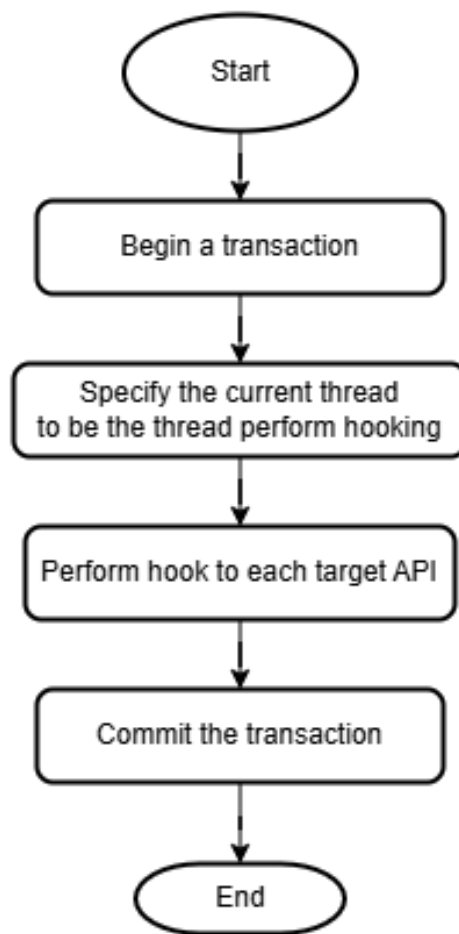 Start
Begin a transaction
Specify the current thread
to be the thread perform hooking
Perform hook to each target API
Commit the transaction
End